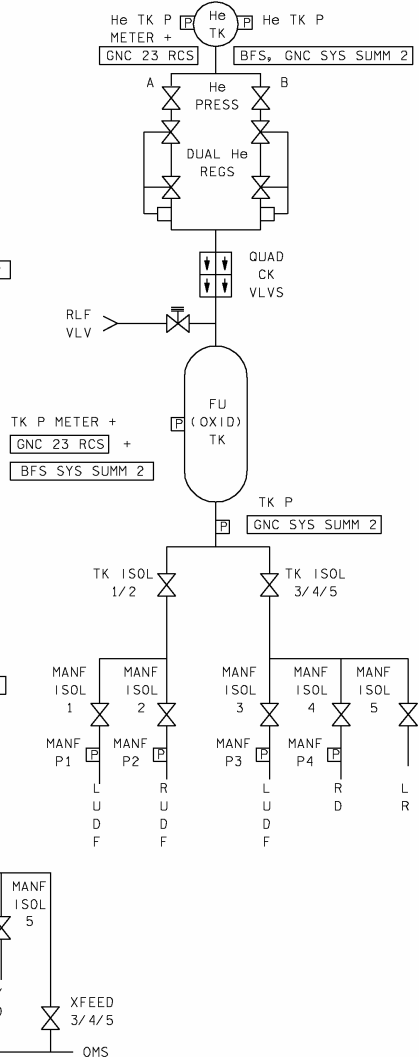 He TK P
METER +
GNC 23 RCS
P
He
TK
P
He TK P
BFS, GNC SYS SUMM 2
A
He
PRESS
B
DUAL He
REGS
QUAD
CK
VLVS
RLF
VLV
FU
(OXID)
TK
P
TK P METER +
GNC 23 RCS +
BFS SYS SUMM 2
TK P
P
GNC SYS SUMM 2
TK ISOL
1/2
TK ISOL
3/4/5
MANF
ISOL
1
MANF
ISOL
2
MANF
ISOL
3
MANF
ISOL
4
MANF
ISOL
5
MANF
P1
P
MANF
P2
P
MANF
P3
P
MANF
P4
P
L
U
D
F
R
U
D
F
L
U
D
F
R
D
L
R
MANF
ISOL
5
XFEED
3/4/5
OMS